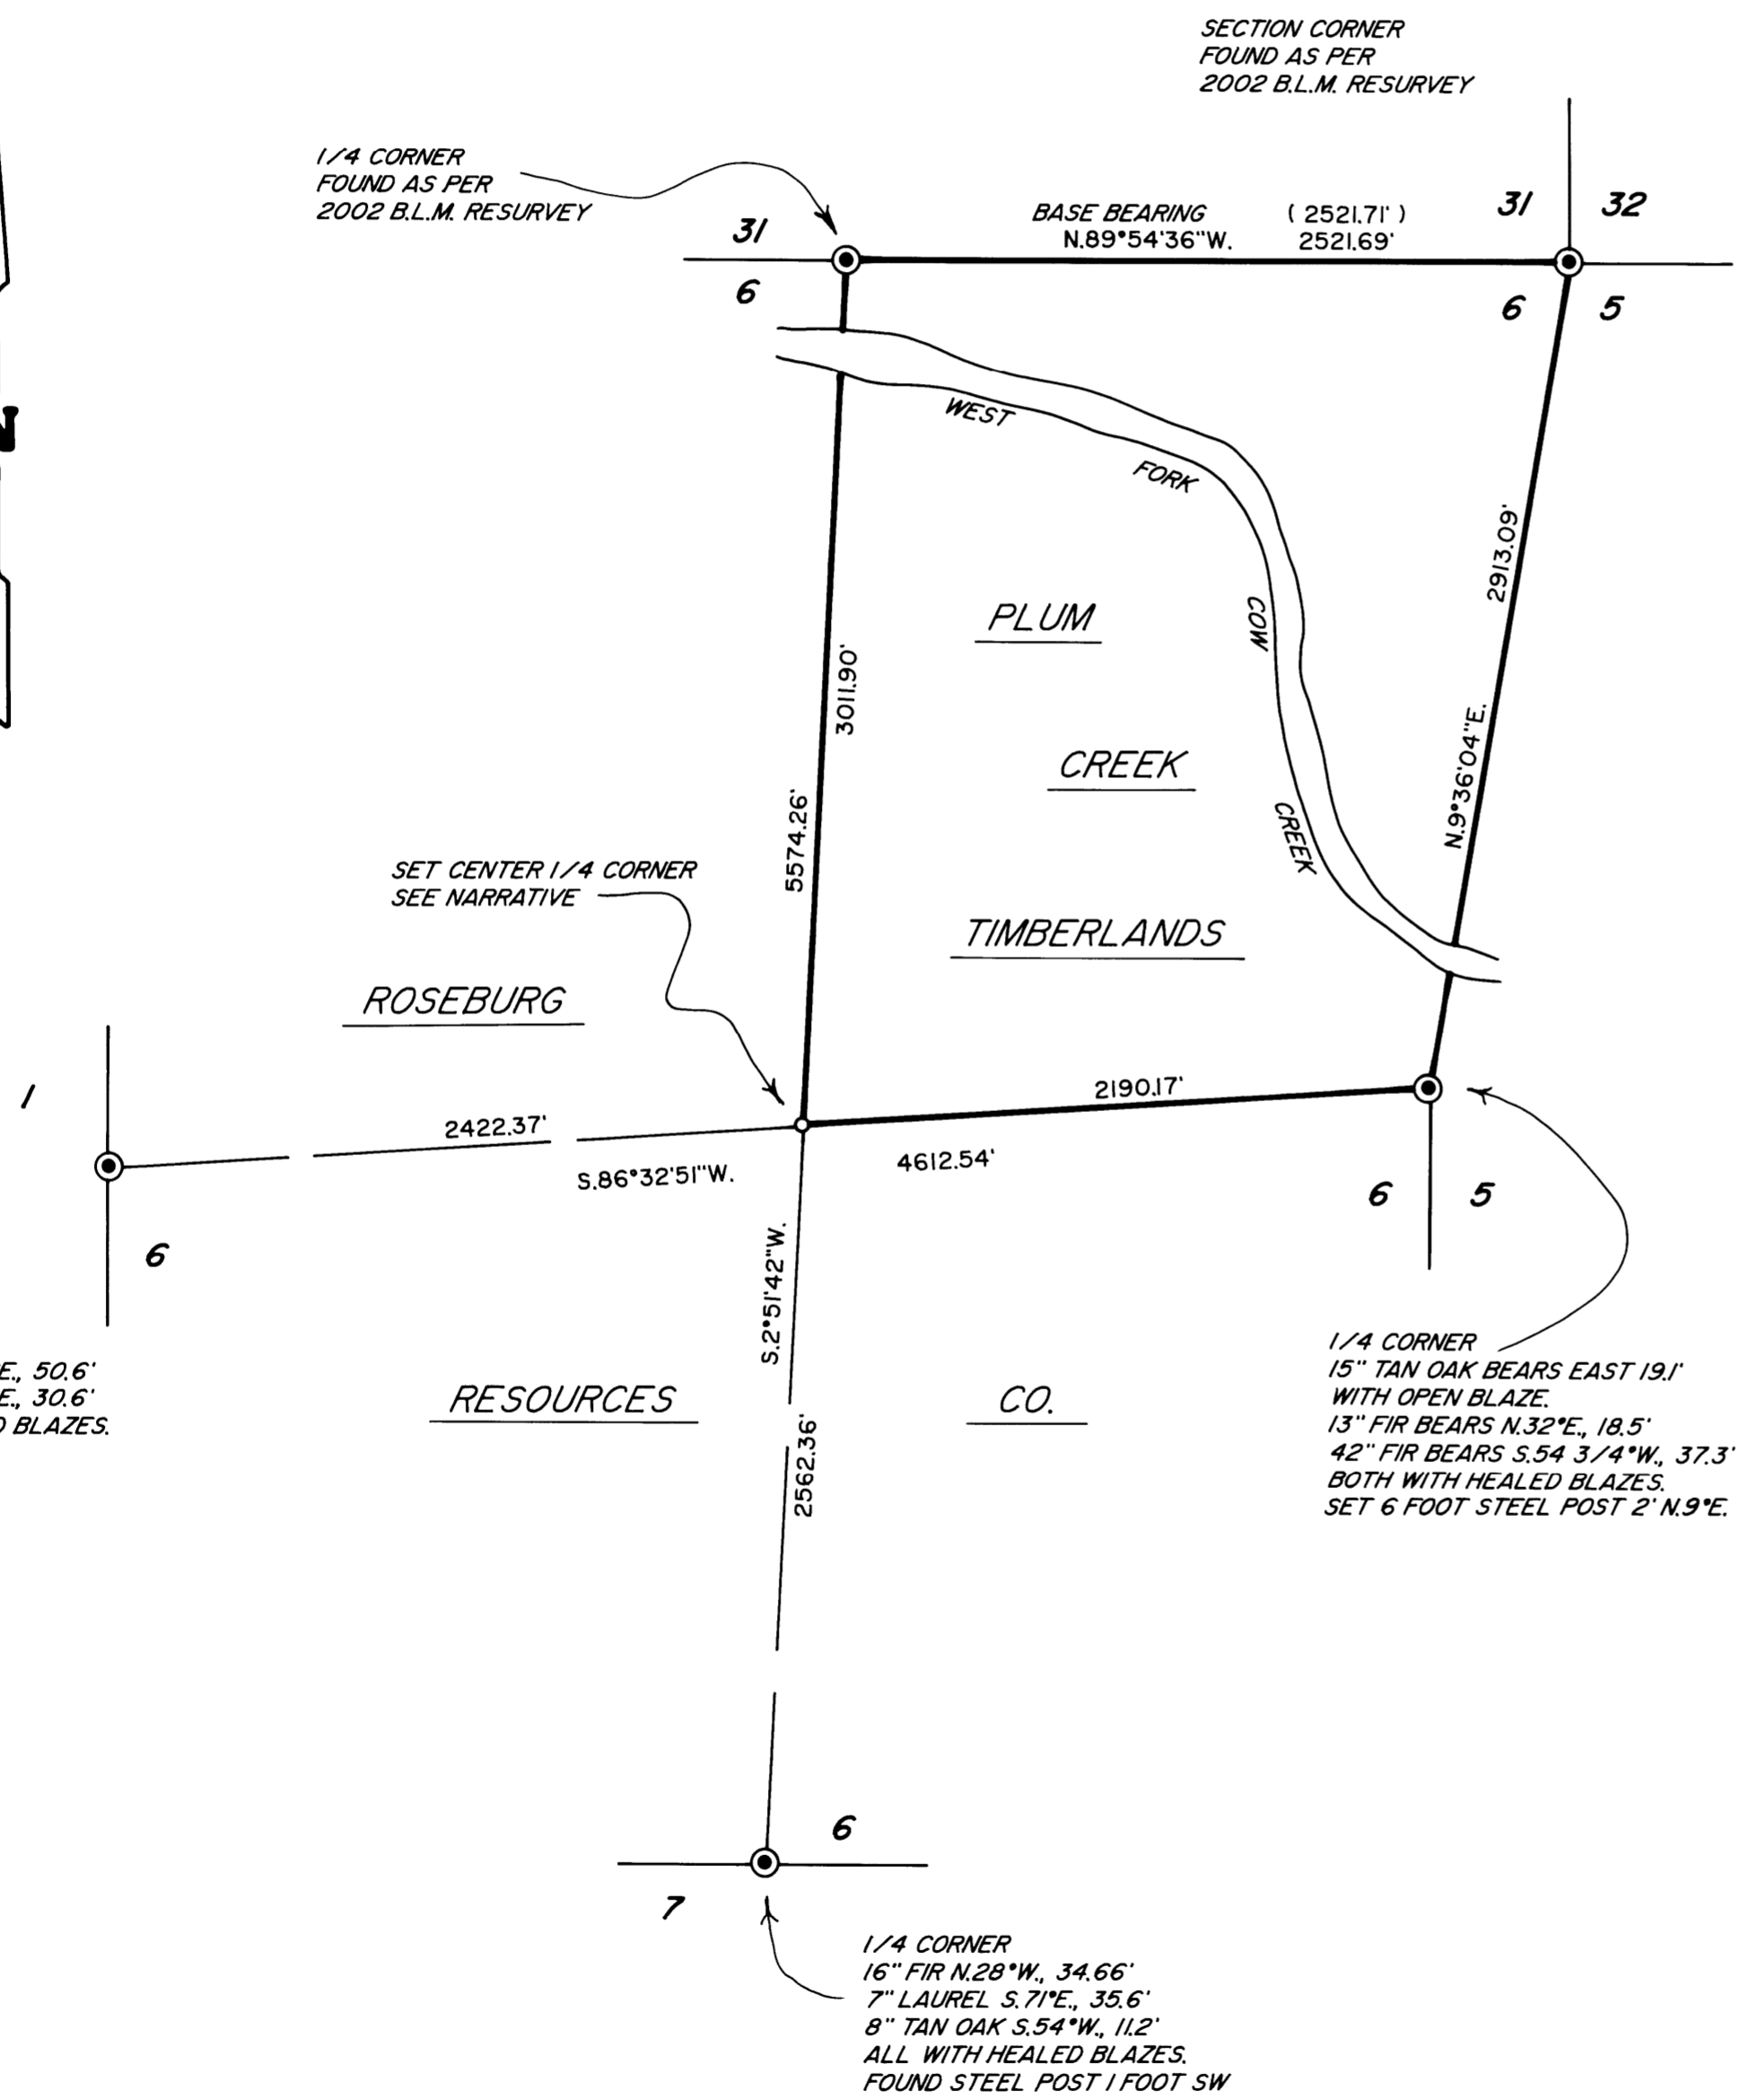 SECTION CORNER
FOUND AS PER
2002 B.L.M. RESURVEY
1/4 CORNER
FOUND AS PER
2002 B.L.M. RESURVEY
31
6
BASE BEARING ( 2521.71' )
N.89°54'36"W. 2521.69'
31 32
6 5
N
WEST
FORK
COW
CREEK
2913.09'
N.9°36'04"E.
PLUM
CREEK
TIMBERLANDS
3011.90'
5574.26'
SET CENTER 1/4 CORNER
SEE NARRATIVE
ROSEBURG
1
6
2422.37'
2190.17'
S.86°32'51"W.
4612.54'
6 5
S.2°51'42"W.
2562.36'
E., 50.6'
E., 30.6'
D BLAZES.
RESOURCES CO.
1/4 CORNER
15" TAN OAK BEARS EAST 19.1'
WITH OPEN BLAZE.
13" FIR BEARS N.32°E., 18.5'
42" FIR BEARS S.54 3/4°W., 37.3'
BOTH WITH HEALED BLAZES.
SET 6 FOOT STEEL POST 2' N.9°E.
6
7
1/4 CORNER
16" FIR N.28°W., 34.66'
7" LAUREL S.71°E., 35.6'
8" TAN OAK S.54°W., 11.2'
ALL WITH HEALED BLAZES.
FOUND STEEL POST 1 FOOT SW